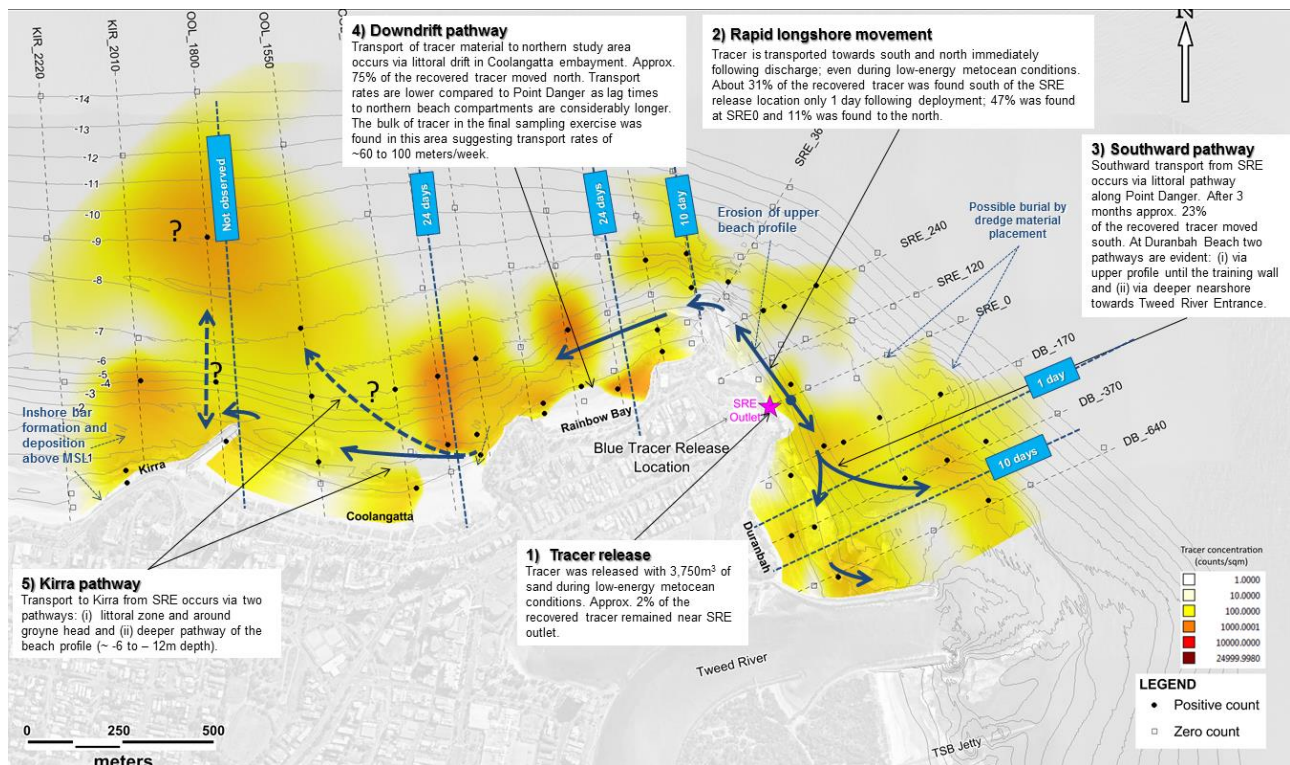 KIR_2220
KIR_2010
OOL_1800
OOL_1550
4) Downdrift pathway
Transport of tracer material to northern study area
occurs via littoral drift in Coolangatta embayment. Approx.
75% of the recovered tracer moved north. Transport
rates are lower compared to Point Danger as lag times
to northern beach compartments are considerably longer.
The bulk of tracer in the final sampling exercise was
found in this area suggesting transport rates of
~60 to 100 meters/week.
2) Rapid longshore movement
Tracer is transported towards south and north immediately
following discharge; even during low-energy metocean conditions.
About 31% of the recovered tracer was found south of the SRE
release location only 1 day following deployment; 47% was found
at SRE0 and 11% was found to the north.
N
3) Southward pathway
Southward transport from SRE
occurs via littoral pathway
along Point Danger. After 3
months approx. 23%
of the recovered tracer moved
south. At Duranbah Beach two
pathways are evident: (i) via
upper profile until the training wall
and (ii) via deeper nearshore
towards Tweed River Entrance.
-14
-13
-12
-11
-10
-9
-8
-7
-6
-5
-4
-3
2
1
Not observed
24 days
24 days
10 day
SRE_36
SRE_240
SRE_120
SRE_0
DB_-170
DB_-370
DB_-640
1 day
10 days
Erosion of upper
beach profile
Possible burial by
dredge material
placement
?
?
?
Inshore bar
formation and
deposition
above MSL
Kirra
Coolangatta
Rainbow Bay
SRE
Outlet
Blue Tracer Release
Location
Duranbah
5) Kirra pathway
Transport to Kirra from SRE occurs via two
pathways: (i) littoral zone and around
groyne head and (ii) deeper pathway of the
beach profile (~ -6 to – 12m depth).
1) Tracer release
Tracer was released with 3,750m³ of
sand during low-energy metocean
conditions. Approx. 2% of the
recovered tracer remained near SRE
outlet.
Tweed River
TSB Jetty
Tracer concentration
(counts/sqm)
1.0000
10.0000
100.0000
1000.0001
10000.0000
24999.9980
LEGEND
Positive count
Zero count
0 250 500
meters